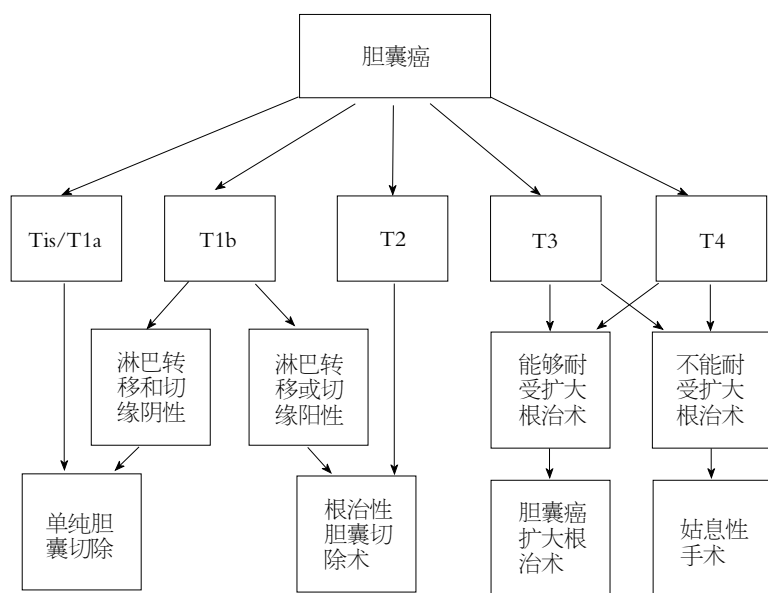 胆囊癌
Tis/T1a
T1b
T2
T3
T4
淋巴转
移和切
缘阴性
淋巴转
移或切
缘阳性
能够耐
受扩大
根治术
不能耐
受扩大
根治术
单纯胆
囊切除
根治性
胆囊切
除术
胆囊癌
扩大根
治术
姑息性
手术